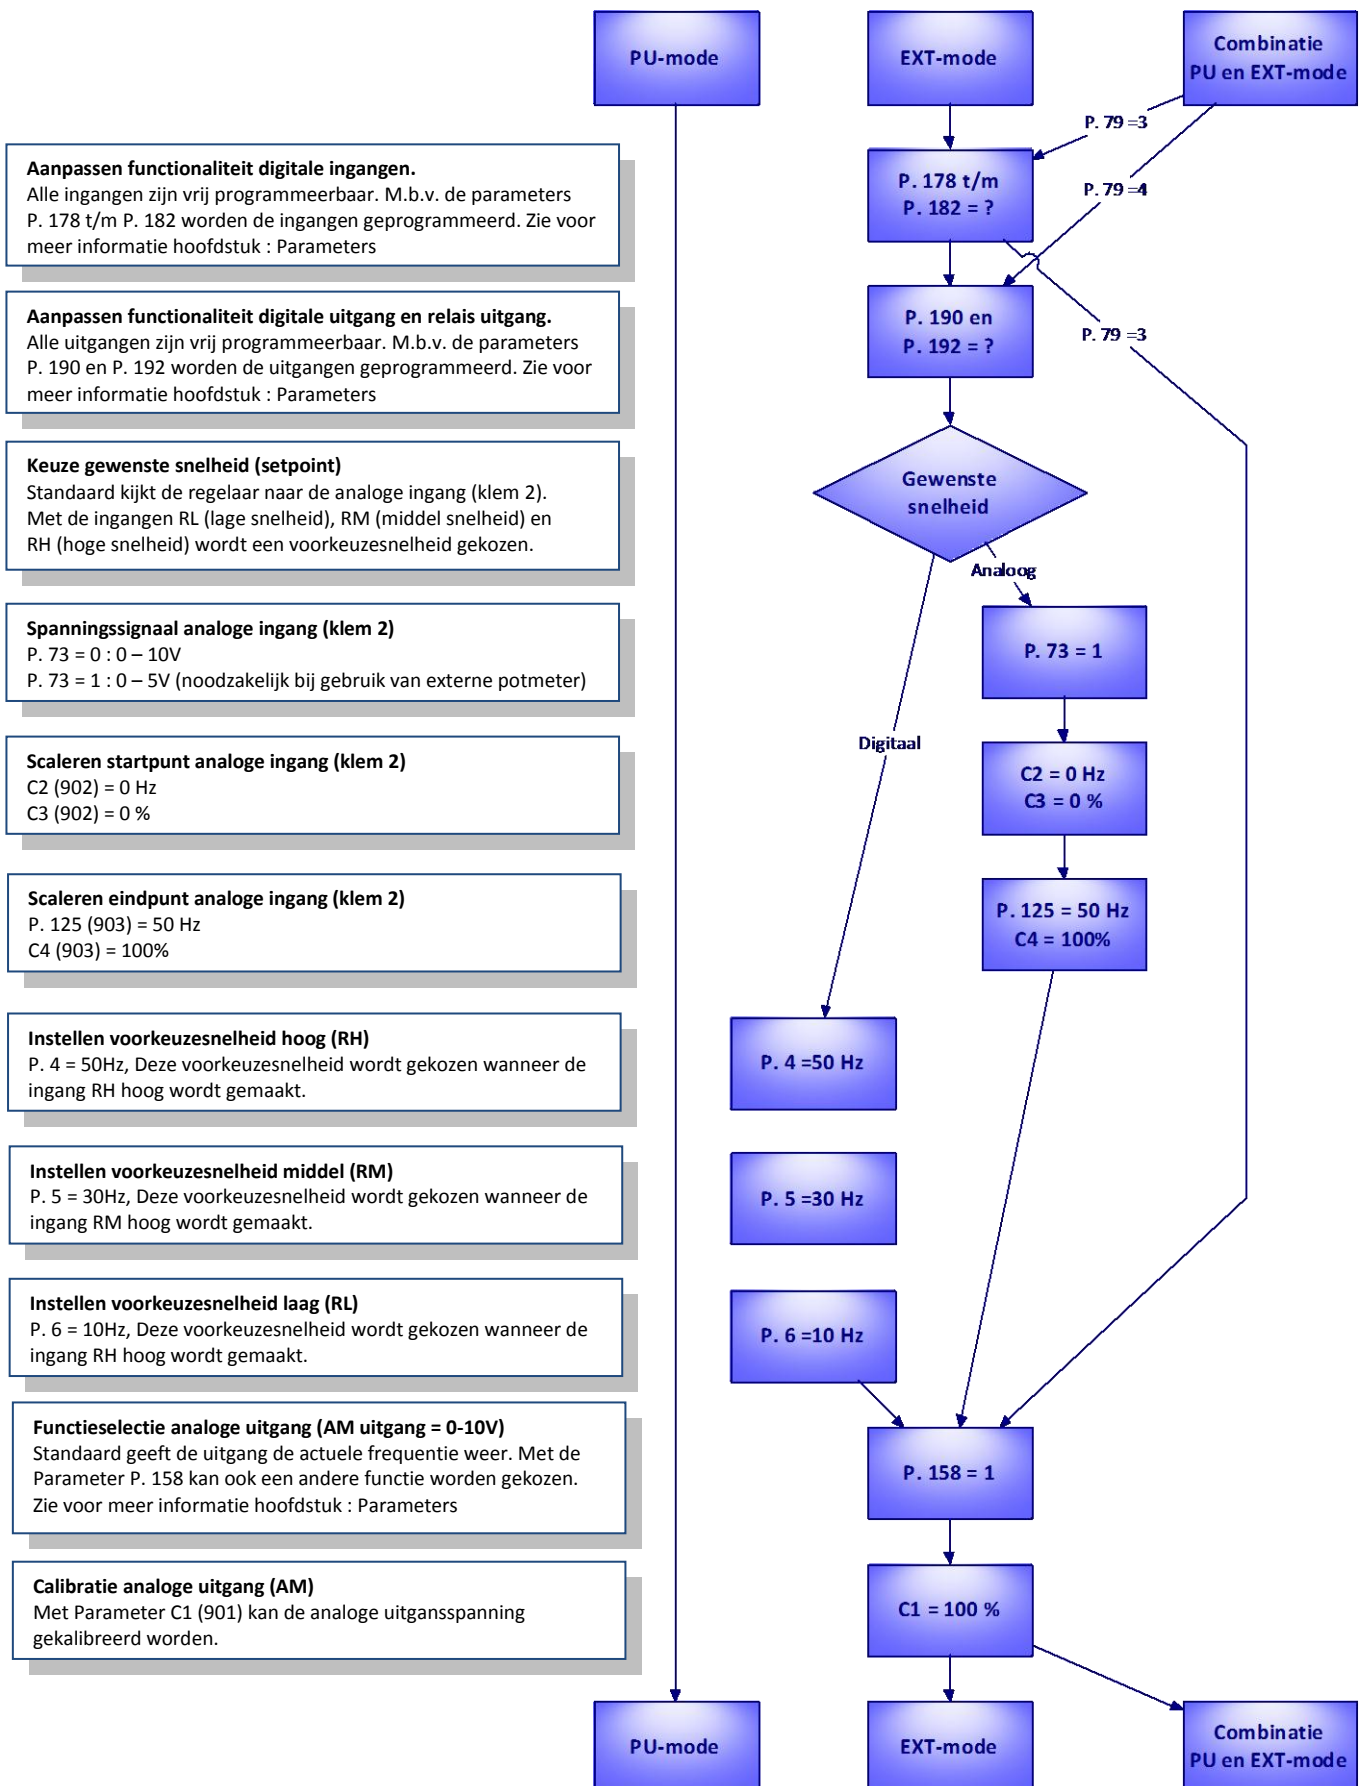 PU-mode
EXT-mode
Combinatie
PU en EXT-mode
P. 79 =3
Aanpassen functionaliteit digitale ingangen.
Alle ingangen zijn vrij programmeerbaar. M.b.v. de parameters
P. 178 t/m P. 182 worden de ingangen geprogrammeerd. Zie voor
meer informatie hoofdstuk : Parameters
P. 178 t/m
P. 182 = ?
P. 79=4
Aanpassen functionaliteit digitale uitgang en relais uitgang.
Alle uitgangen zijn vrij programmeerbaar. M.b.v. de parameters
P. 190 en P. 192 worden de uitgangen geprogrammeerd. Zie voor
meer informatie hoofdstuk : Parameters
P. 190 en
P. 192 = ?
P. 79 =3
Keuze gewenste snelheid (setpoint)
Standaard kijkt de regelaar naar de analoge ingang (klem 2).
Met de ingangen RL (lage snelheid), RM (middel snelheid) en
RH (hoge snelheid) wordt een voorkeuzesnelheid gekozen.
Gewenste
snelheid
Analoog
Spanningssignaal analoge ingang (klem 2)
P. 73 = 0 : 0 – 10V
P. 73 = 1 : 0 – 5V (noodzakelijk bij gebruik van externe potmeter)
P. 73 = 1
Digitaal
Scaleren startpunt analoge ingang (klem 2)
C2 (902) = 0 Hz
C3 (902) = 0 %
C2 = 0 Hz
C3 = 0 %
Scaleren eindpunt analoge ingang (klem 2)
P. 125 (903) = 50 Hz
C4 (903) = 100%
P. 125 = 50 Hz
C4 = 100%
Instellen voorkeuzesnelheid hoog (RH)
P. 4 = 50Hz, Deze voorkeuzesnelheid wordt gekozen wanneer de
ingang RH hoog wordt gemaakt.
P. 4 =50 Hz
Instellen voorkeuzesnelheid middel (RM)
P. 5 = 30Hz, Deze voorkeuzesnelheid wordt gekozen wanneer de
ingang RM hoog wordt gemaakt.
P. 5 =30 Hz
Instellen voorkeuzesnelheid laag (RL)
P. 6 = 10Hz, Deze voorkeuzesnelheid wordt gekozen wanneer de
ingang RH hoog wordt gemaakt.
P. 6 =10 Hz
Functieselectie analoge uitgang (AM uitgang = 0-10V)
Standaard geeft de uitgang de actuele frequentie weer. Met de
Parameter P. 158 kan ook een andere functie worden gekozen.
Zie voor meer informatie hoofdstuk : Parameters
P. 158 = 1
Calibratie analoge uitgang (AM)
Met Parameter C1 (901) kan de analoge uitgansspanning
gekalibreerd worden.
C1 = 100 %
PU-mode
EXT-mode
Combinatie
PU en EXT-mode